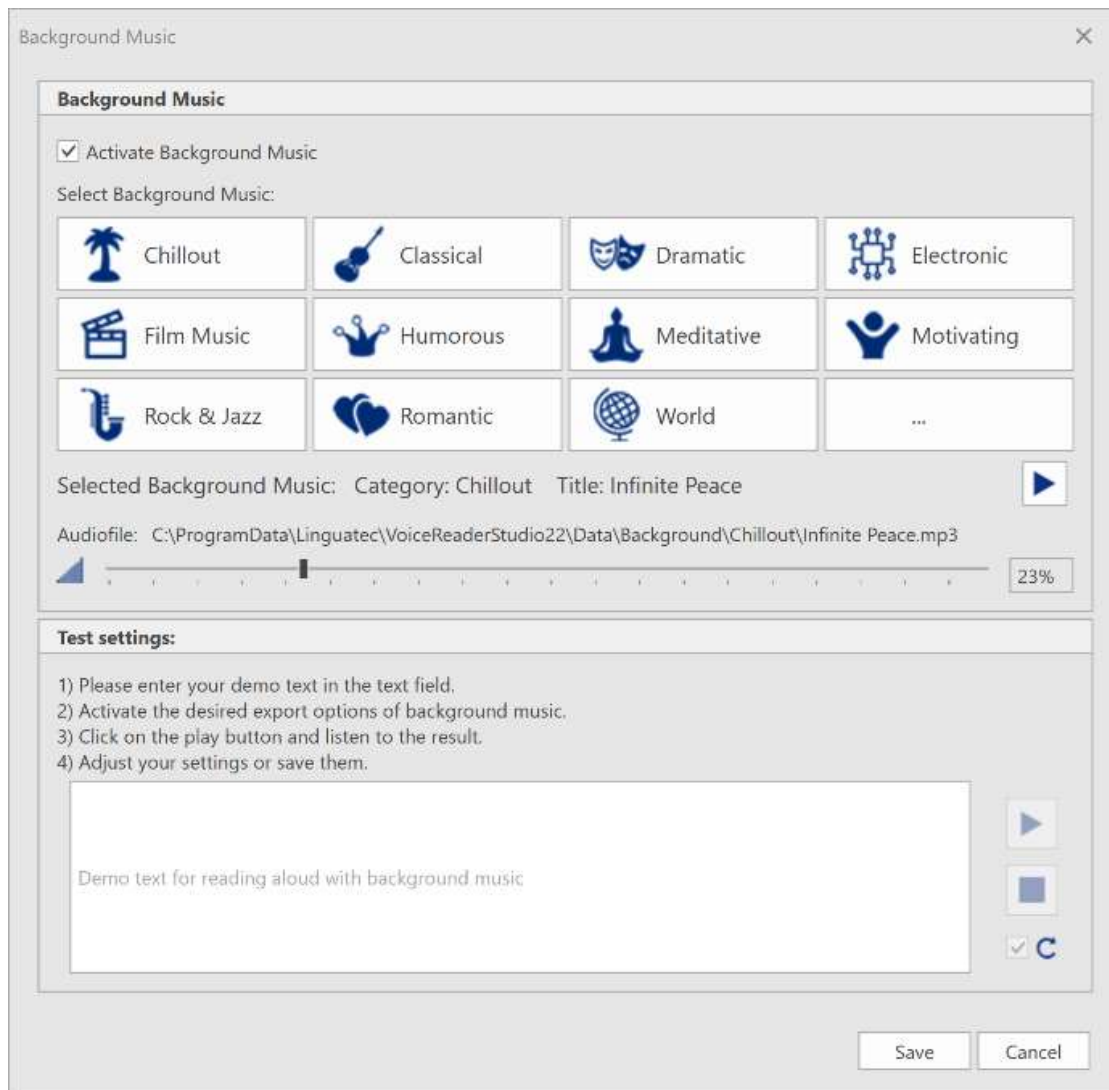 Background Music
Background Music
Activate Background Music
Select Background Music:
Chillout Classical Dramatic Electronic
Film Music Humorous Meditative Motivating
Rock & Jazz Romantic World ...
Selected Background Music: Category: Chillout Title: Infinite Peace
Audiofile: C:\ProgramData\Linguatec\VoiceReaderStudio22\Data\Background\Chillout\Infinite Peace.mp3
23%
Test settings:
1) Please enter your demo text in the text field.
2) Activate the desired export options of background music.
3) Click on the play button and listen to the result.
4) Adjust your settings or save them.
Demo text for reading aloud with background music
Save Cancel